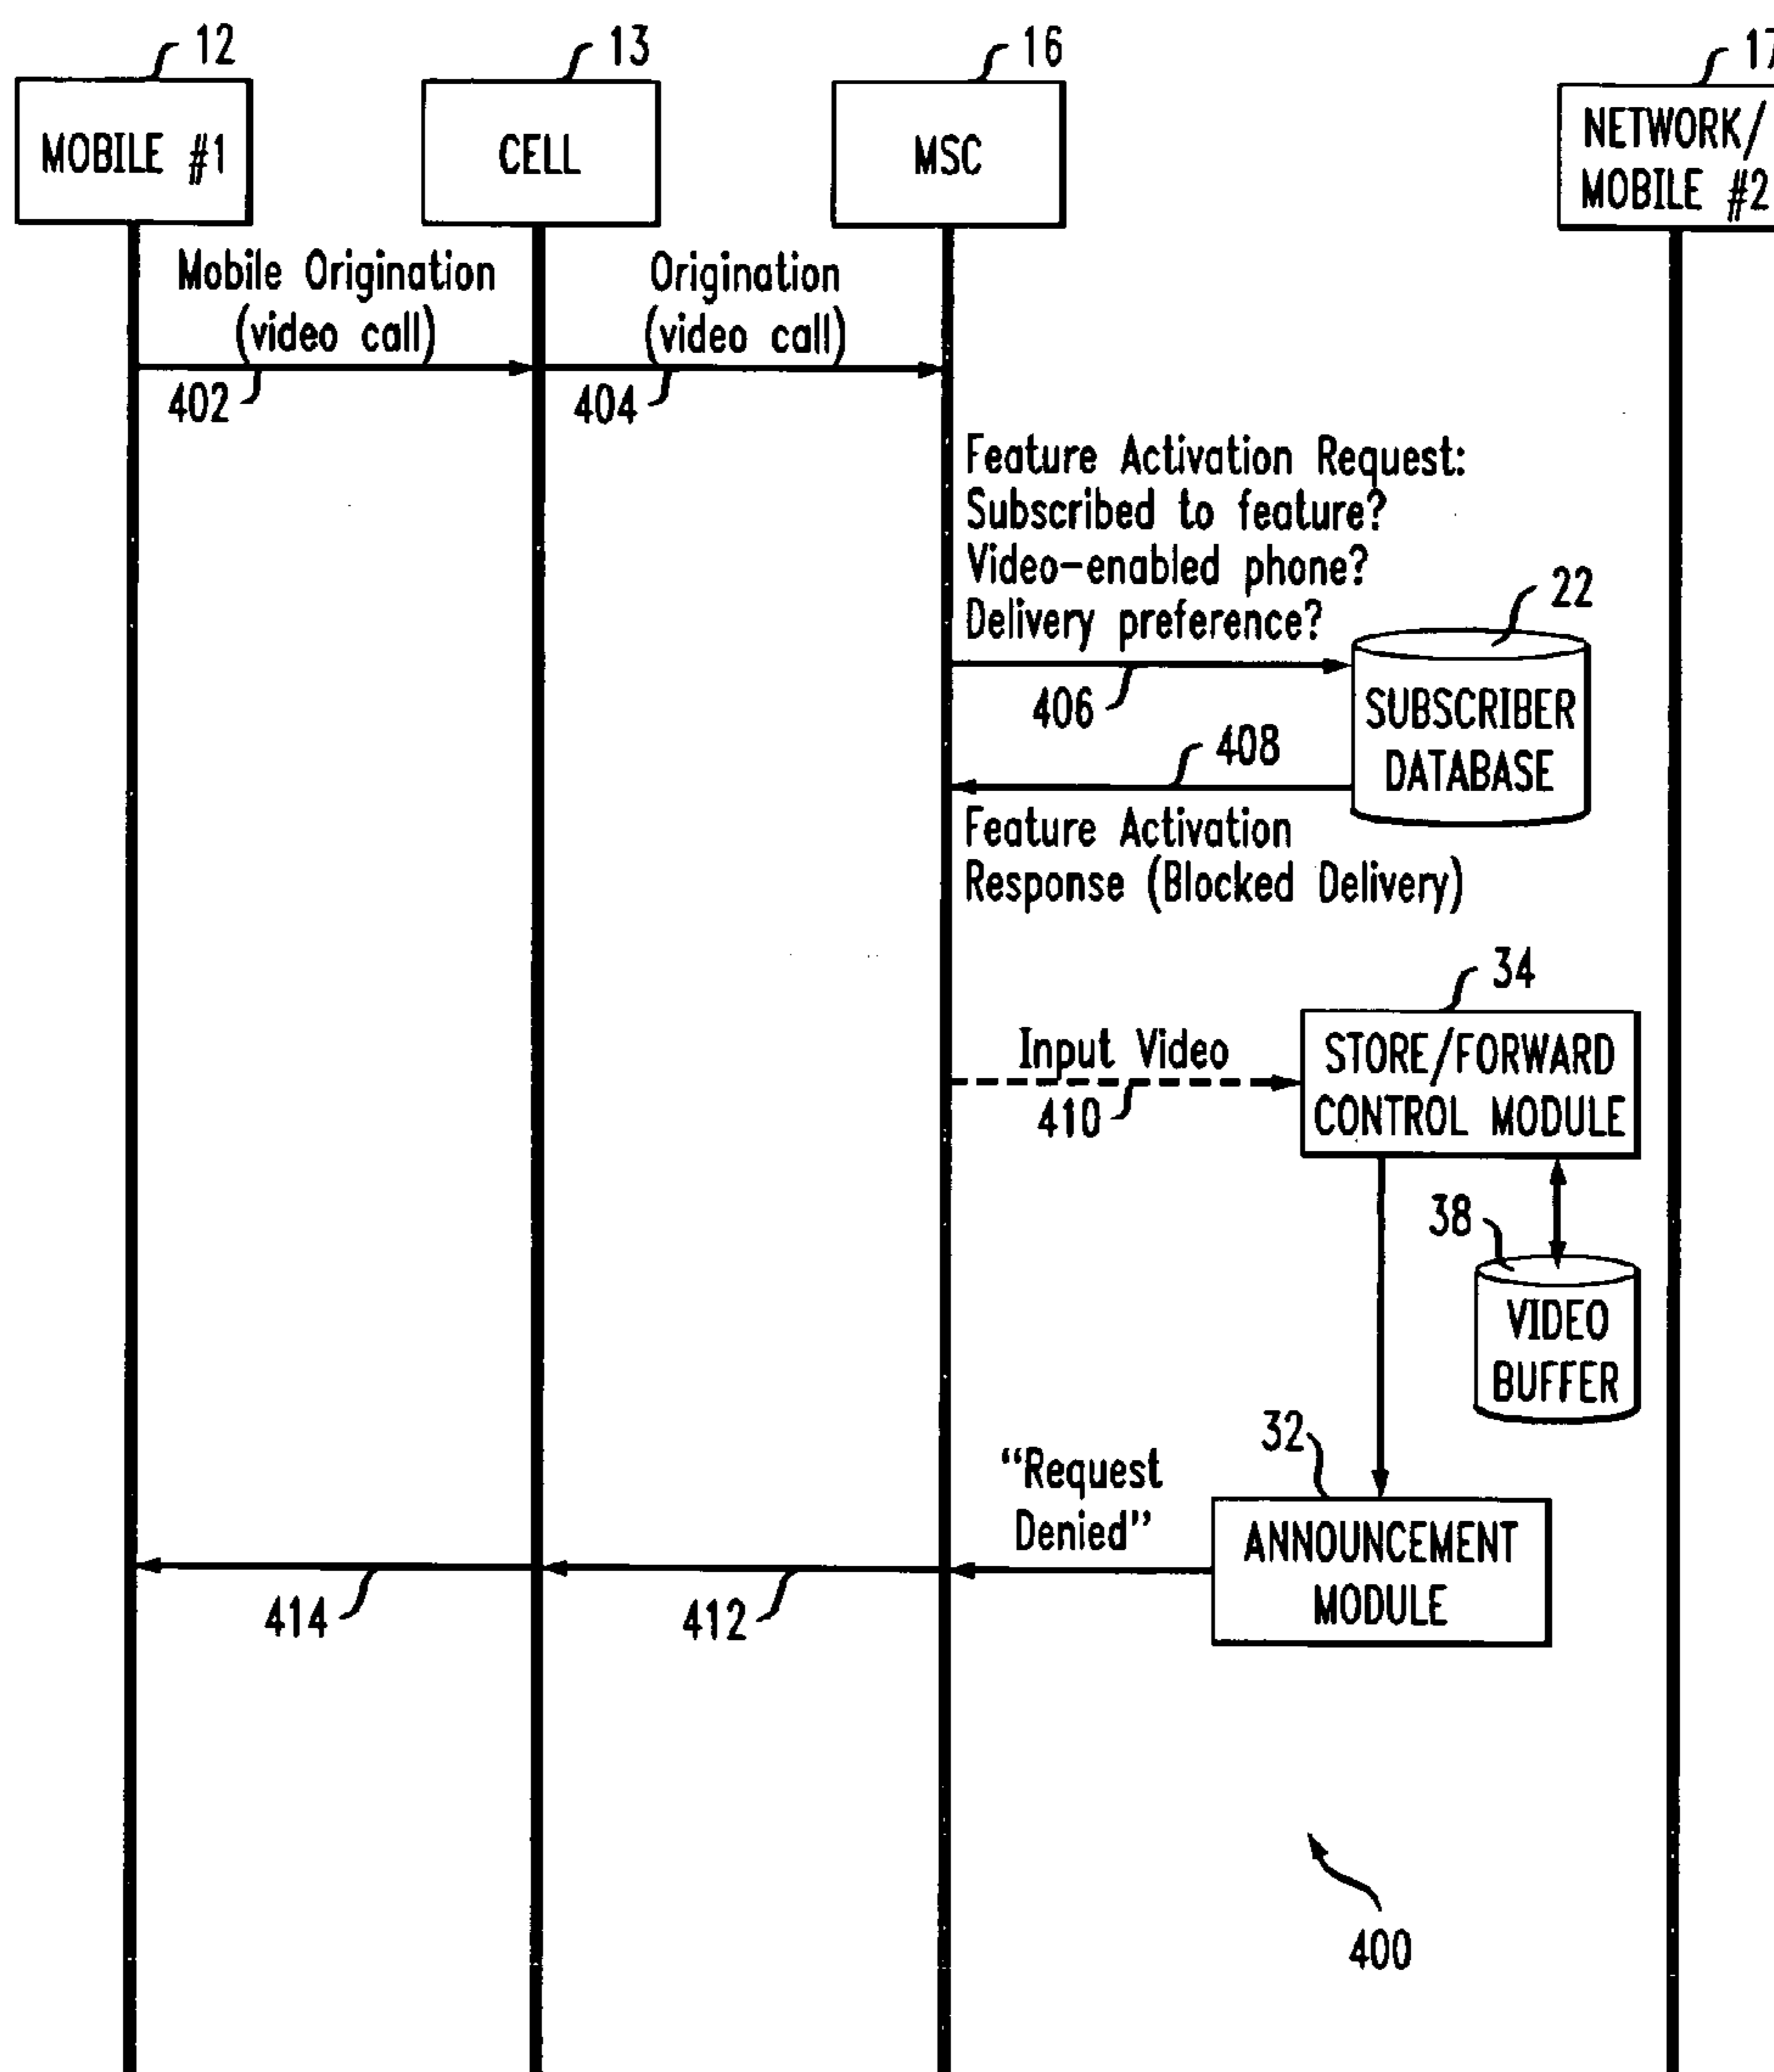 12
13
16
17
MOBILE #1
CELL
MSC
NETWORK/
MOBILE #2
Mobile Origination
(video call)
402
Origination
(video call)
404
Feature Activation Request:
Subscribed to feature?
Video-enabled phone?
Delivery preference?
22
406
SUBSCRIBER
DATABASE
408
Feature Activation
Response (Blocked Delivery)
34
Input Video
410
STORE/FORWARD
CONTROL MODULE
38
VIDEO
BUFFER
32
"Request
Denied"
ANNOUNCEMENT
MODULE
414
412
400